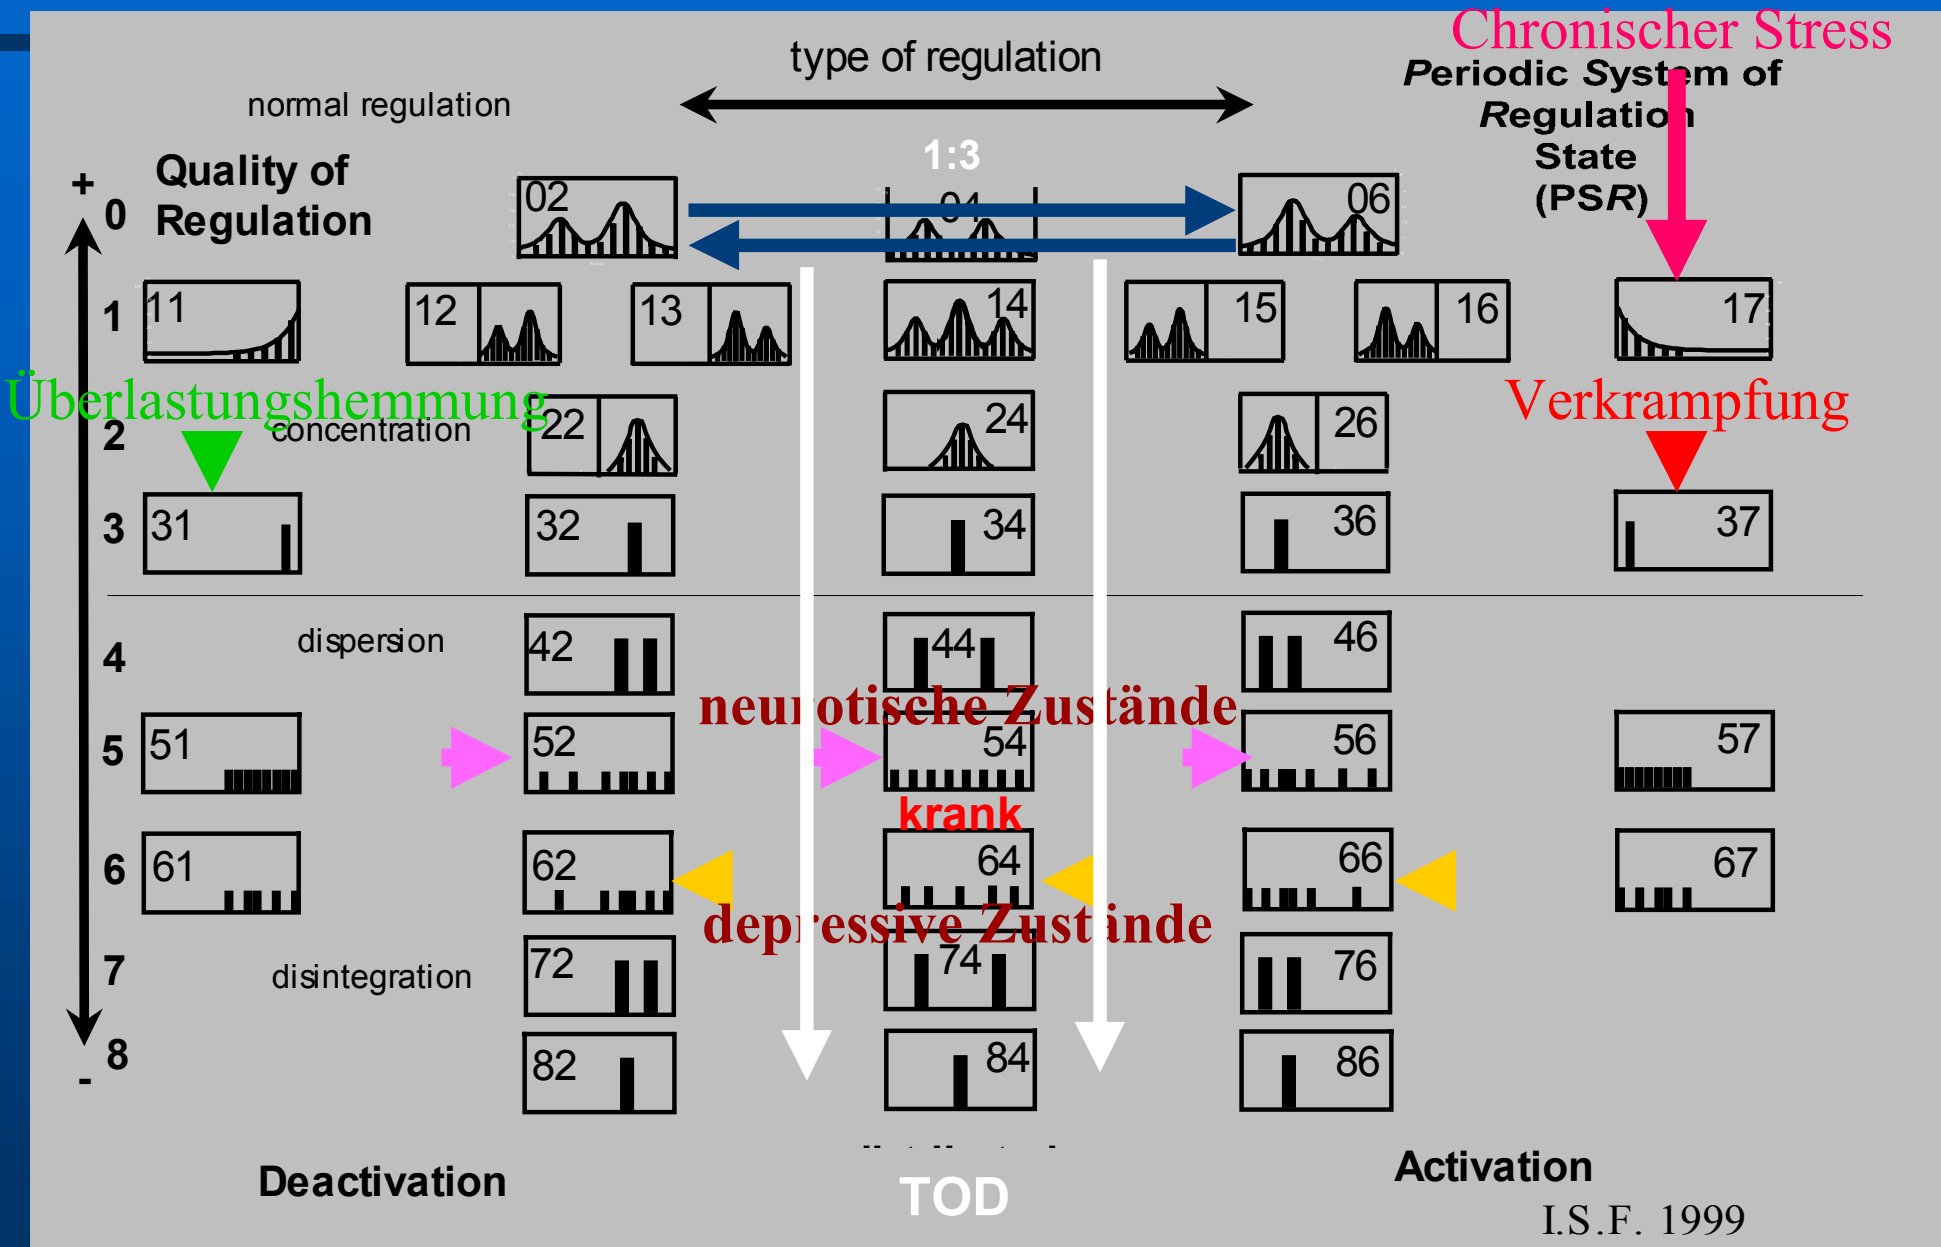 Chronischer Stress
type of regulation
Periodic System of
Regulation
State
(PSR)
normal regulation
1:3
Quality of
Regulation
+
0
02
04
06
1
11
12
13
14
15
16
17
Überlastungshemmung
Verkrampfung
2
concentration
22
24
26
3
31
32
34
36
37
4
dispersion
42
44
46
neurotische Zustände
5
51
52
54
56
57
krank
6
61
62
64
66
67
depressive Zustände
7
disintegration
72
74
76
8
-
82
84
86
Deactivation
TOD
Activation
I.S.F. 1999